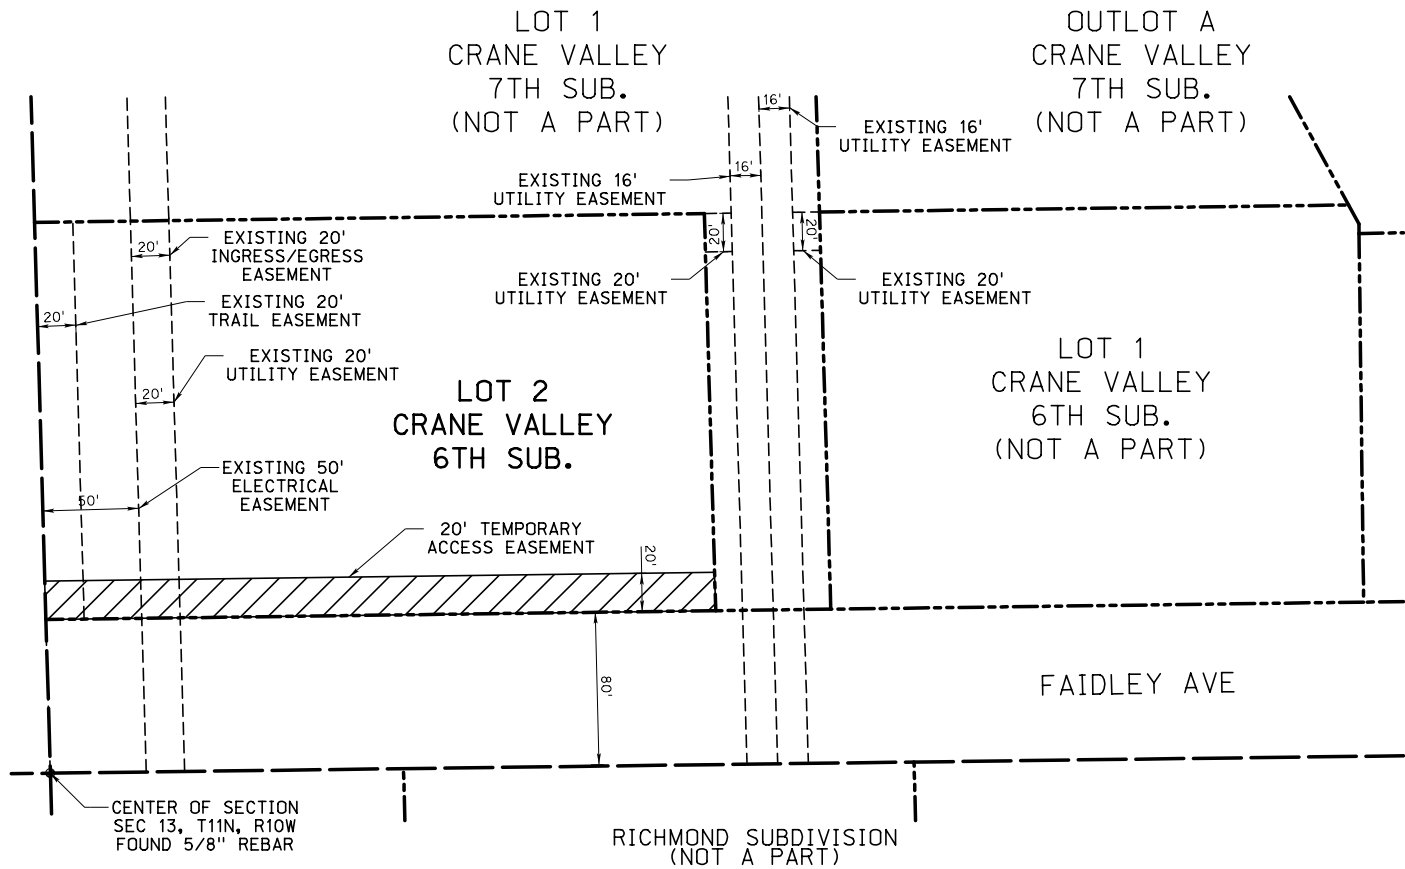 LOT 1
CRANE VALLEY
7TH SUB.
(NOT A PART)
OUTLOT A
CRANE VALLEY
7TH SUB.
(NOT A PART)
16'
EXISTING 16'
UTILITY EASEMENT
16'
EXISTING 16'
UTILITY EASEMENT
20'
EXISTING 20'
INGRESS/EGRESS
EASEMENT
20'
20'
EXISTING 20'
UTILITY EASEMENT
EXISTING 20'
UTILITY EASEMENT
20'
EXISTING 20'
TRAIL EASEMENT
EXISTING 20'
UTILITY EASEMENT
20'
LOT 2
CRANE VALLEY
6TH SUB.
LOT 1
CRANE VALLEY
6TH SUB.
(NOT A PART)
EXISTING 50'
ELECTRICAL
EASEMENT
50'
20' TEMPORARY
ACCESS EASEMENT
20'
80'
FAIDLEY AVE
CENTER OF SECTION
SEC 13, T11N, R10W
FOUND 5/8" REBAR
RICHMOND SUBDIVISION
(NOT A PART)